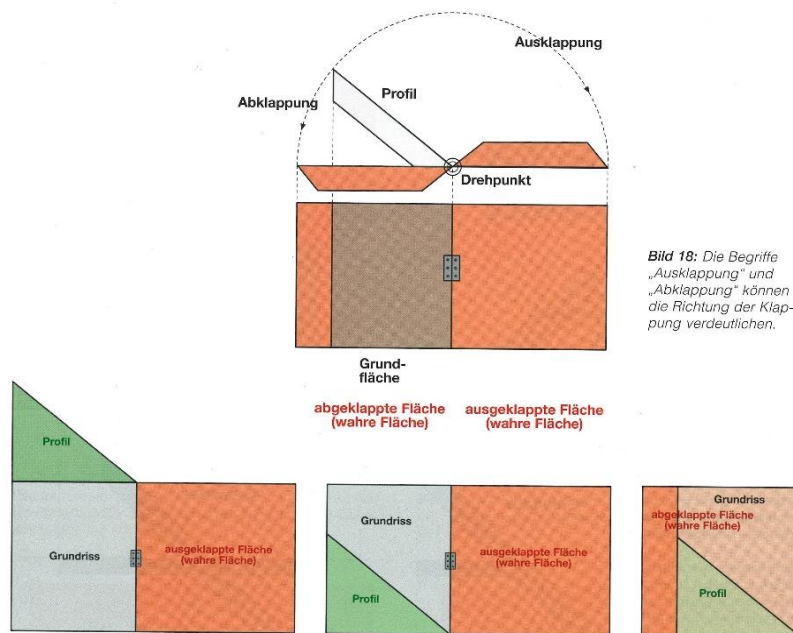 Ausklappung
Abklappung
Profil
Drehpunkt
Bild 18: Die Begriffe
„Ausklappung“ und
„Abklappung“ können
die Richtung der Klap-
pung verdeutlichen.
Grund-
fläche
abgeklappte Fläche
(wahre Fläche)
ausgeklappte Fläche
(wahre Fläche)
Profil
Grundriss
ausgeklappte Fläche
(wahre Fläche)
Grundriss
Profil
ausgeklappte Fläche
(wahre Fläche)
Grundriss
abgeklappte Fläche
(wahre Fläche)
Profil